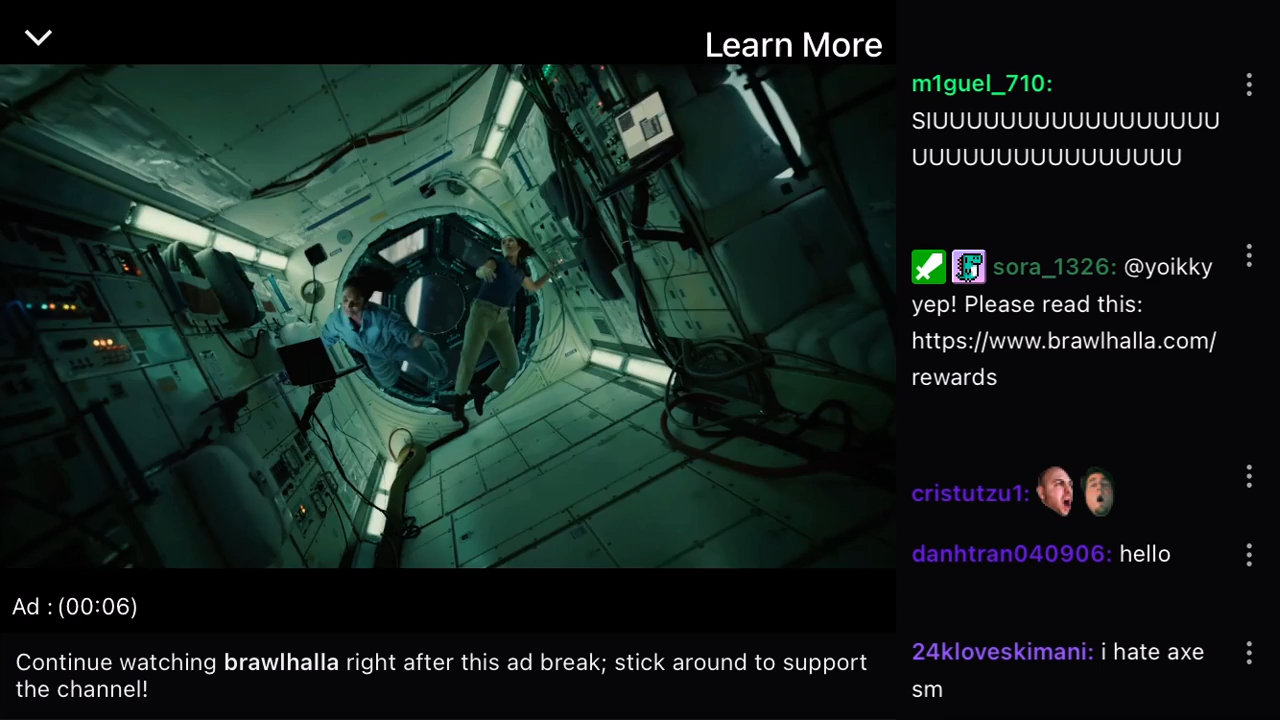 Learn More
m1guel_710:
SIUUUUUUUUUUUUUUUUU
UUUUUUUUUUUUUUUU
sora_1326: @yoikky
yep! Please read this:
https://www.brawlhalla.com/
rewards
cristutzu1:
danhtran040906: hello
24kloveskimani: i hate axe
sm
Ad : (00:06)
Continue watching brawlhalla right after this ad break; stick around to support
the channel!